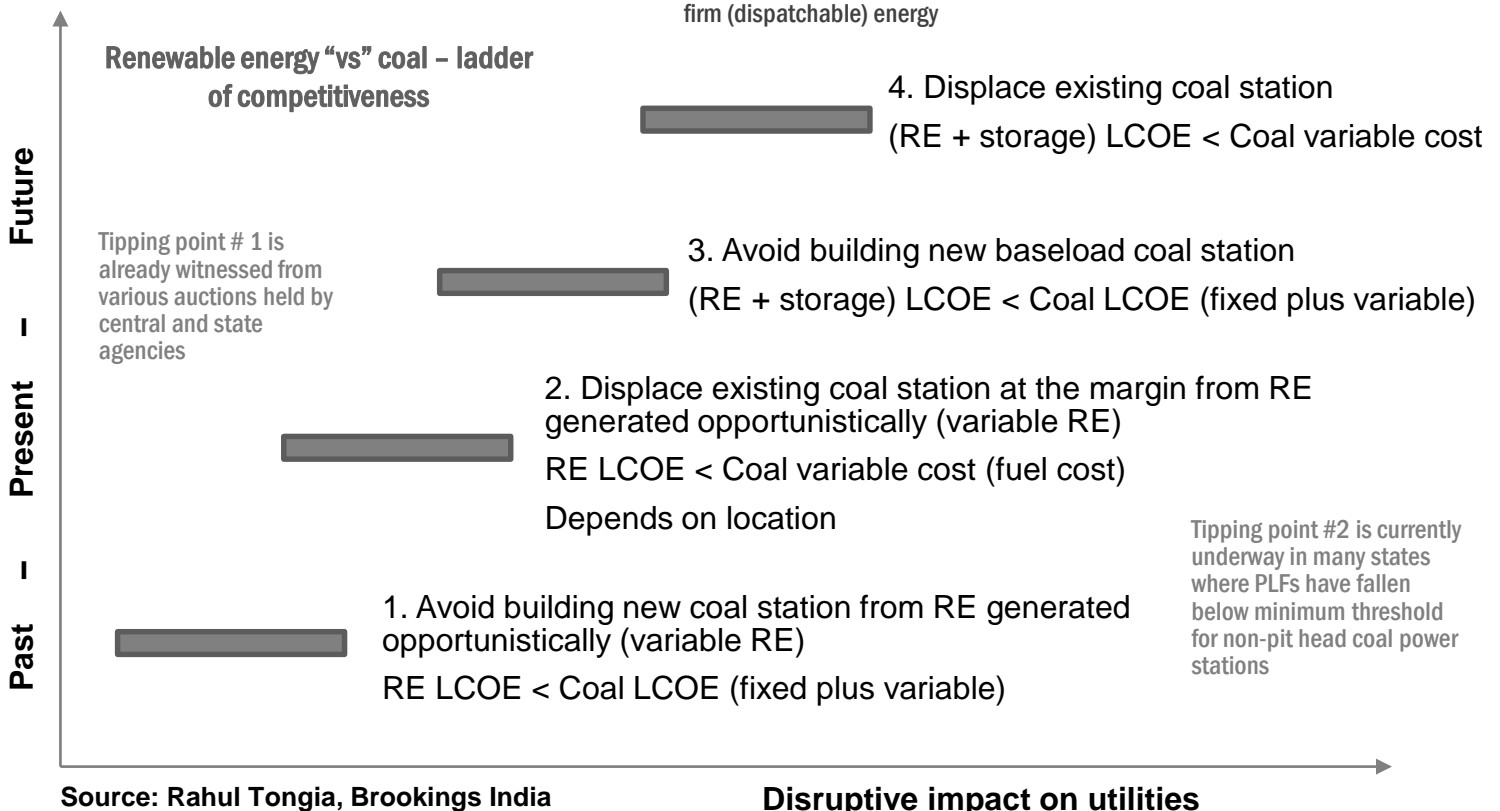 firm (dispatchable) energy
Renewable energy “vs” coal – ladder
of competitiveness
4. Displace existing coal station
(RE + storage) LCOE < Coal variable cost
Tipping point # 1 is
already witnessed from
various auctions held by
central and state
agencies
3. Avoid building new baseload coal station
(RE + storage) LCOE < Coal LCOE (fixed plus variable)
2. Displace existing coal station at the margin from RE
generated opportunistically (variable RE)
RE LCOE < Coal variable cost (fuel cost)
Depends on location
Tipping point #2 is currently
underway in many states
where PLFs have fallen
below minimum threshold
for non-pit head coal power
stations
1. Avoid building new coal station from RE generated
opportunistically (variable RE)
RE LCOE < Coal LCOE (fixed plus variable)
Past – Present – Future
Source: Rahul Tongia, Brookings India
Disruptive impact on utilities